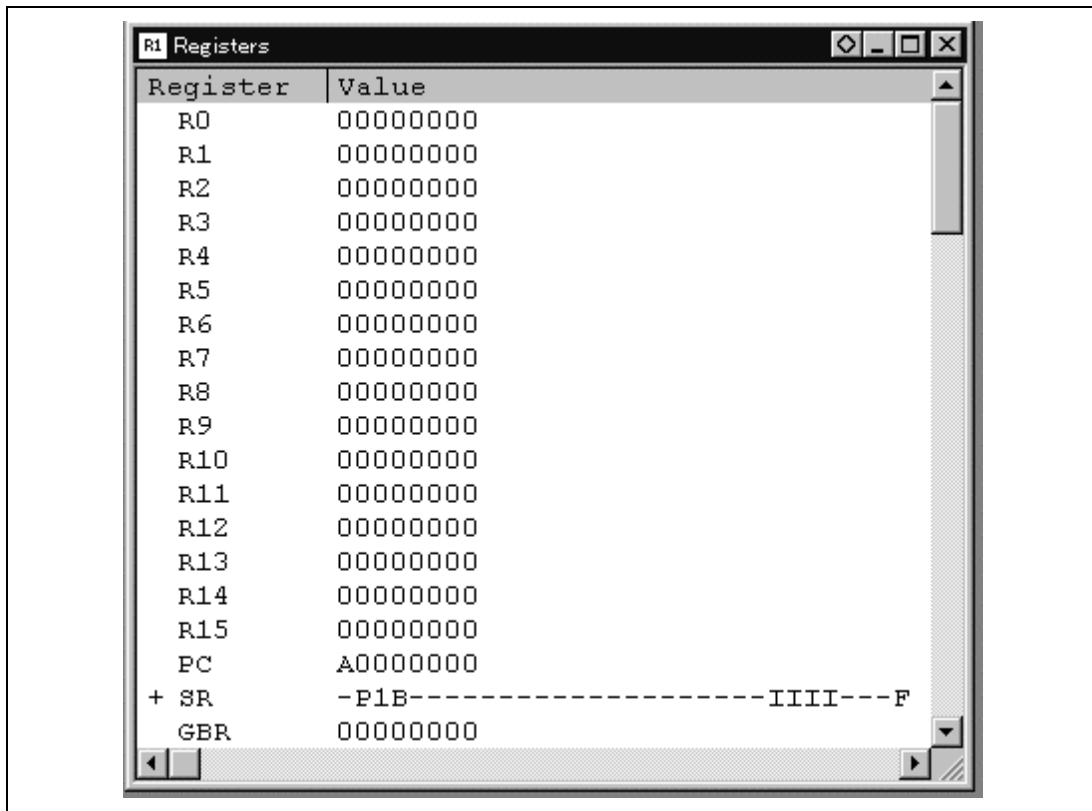 R1 Registers
Register Value
R0 00000000
R1 00000000
R2 00000000
R3 00000000
R4 00000000
R5 00000000
R6 00000000
R7 00000000
R8 00000000
R9 00000000
R10 00000000
R11 00000000
R12 00000000
R13 00000000
R14 00000000
R15 00000000
PC A0000000
+ SR -P1B--------------------IIII---F
GBR 00000000